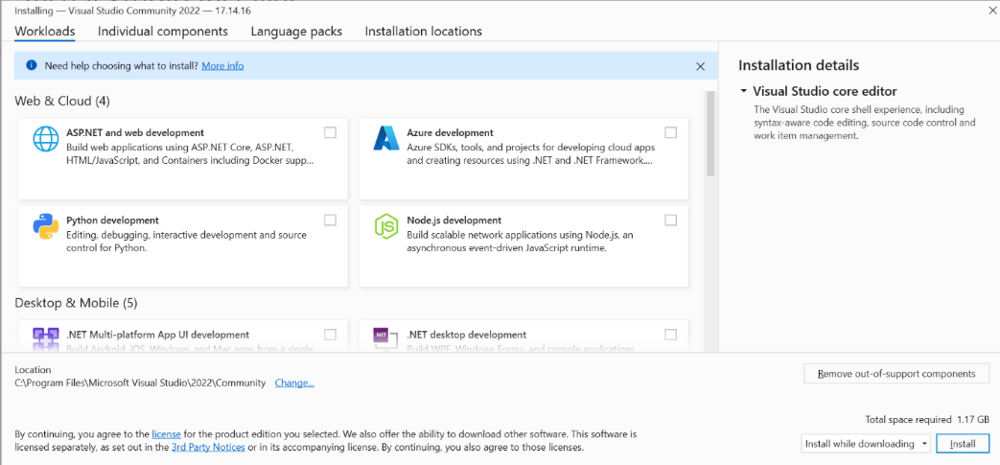 Installing — Visual Studio Community 2022 — 17.14.16
Workloads
Individual components
Language packs
Installation locations
Need help choosing what to install? More info
Web & Cloud (4)
ASP.NET and web development
Build web applications using ASP.NET Core, ASP.NET,
HTML/JavaScript, and Containers including Docker supp...
Azure development
Azure SDKs, tools, and projects for developing cloud apps
and creating resources using .NET and .NET Framework....
Python development
Editing, debugging, interactive development and source
control for Python.
Node.js development
Build scalable network applications using Node.js, an
asynchronous event-driven JavaScript runtime.
Desktop & Mobile (5)
.NET Multi-platform App UI development
Build Android, iOS, Windows, and Mac apps from a single
.NET desktop development
Build WPF, Windows Forms, and console applications
Installation details
Visual Studio core editor
The Visual Studio core shell experience, including
syntax-aware code editing, source code control and
work item management.
Location
C:\Program Files\Microsoft Visual Studio\2022\Community Change...
Remove out-of-support components
Total space required 1.17 GB
By continuing, you agree to the license for the product edition you selected. We also offer the ability to download other software. This software is
licensed separately, as set out in the 3rd Party Notices or in its accompanying license. By continuing, you also agree to those licenses.
Install while downloading
Install